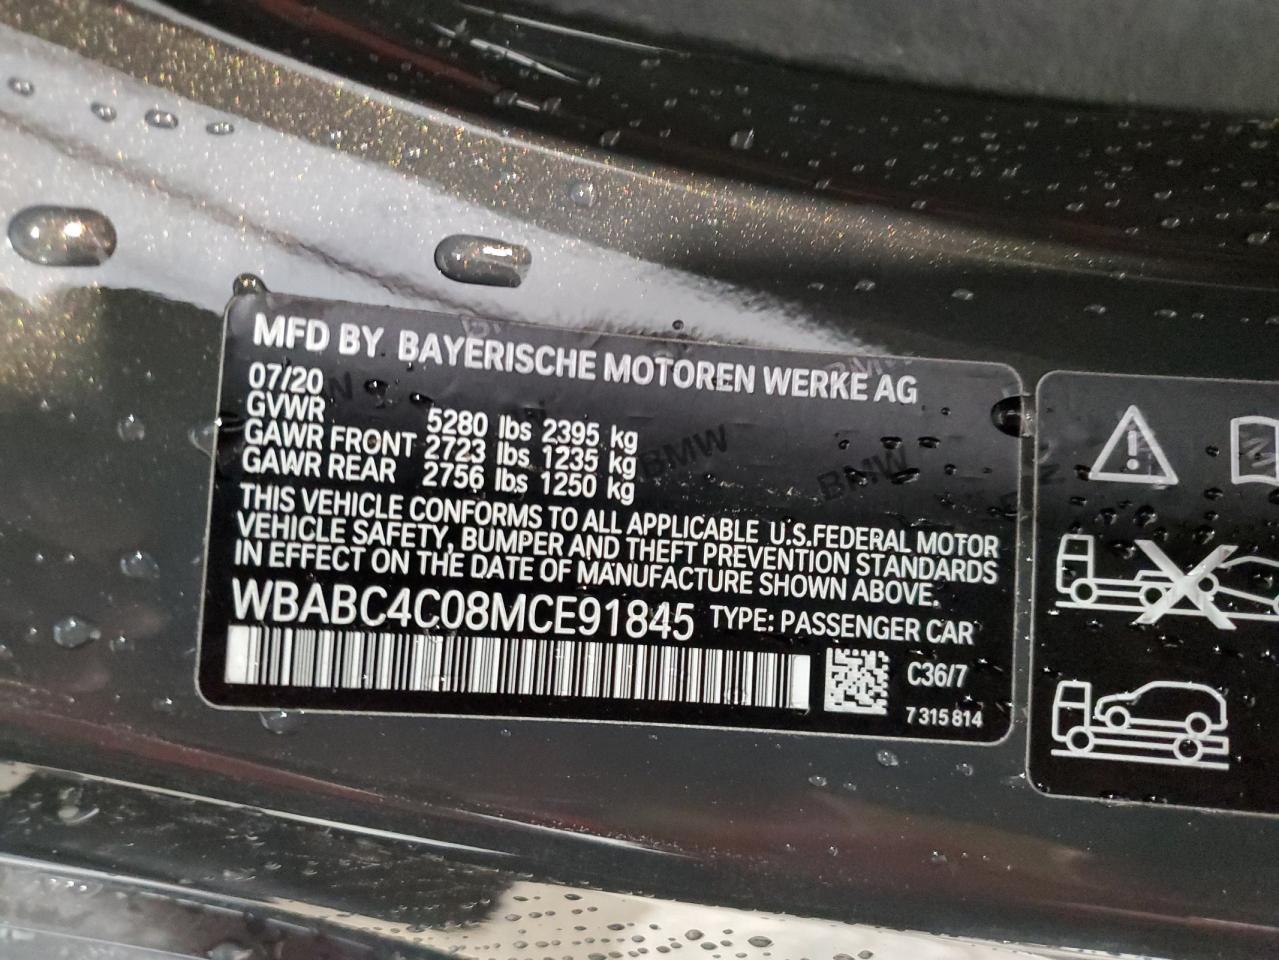 MFD BY BAYERISCHE MOTOREN WERKE AG
07/20
GVWR 5280 lbs 2395 kg
GAWR FRONT 2723 lbs 1235 kg
GAWR REAR 2756 lbs 1250 kg
THIS VEHICLE CONFORMS TO ALL APPLICABLE U.S.FEDERAL MOTOR
VEHICLE SAFETY, BUMPER AND THEFT PREVENTION STANDARDS
IN EFFECT ON THE DATE OF MANUFACTURE SHOWN ABOVE.
WBABC4C08MCE91845 TYPE: PASSENGER CAR
C36/7
7 315 814
BMW
BMW